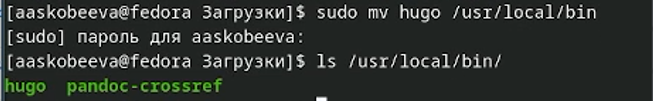 [aaskobeeva@fedora Загрузки]$ sudo mv hugo /usr/local/bin
[sudo] пароль для aaskobeeva:
[aaskobeeva@fedora Загрузки]$ ls /usr/local/bin/
hugo  pandoc-crossref